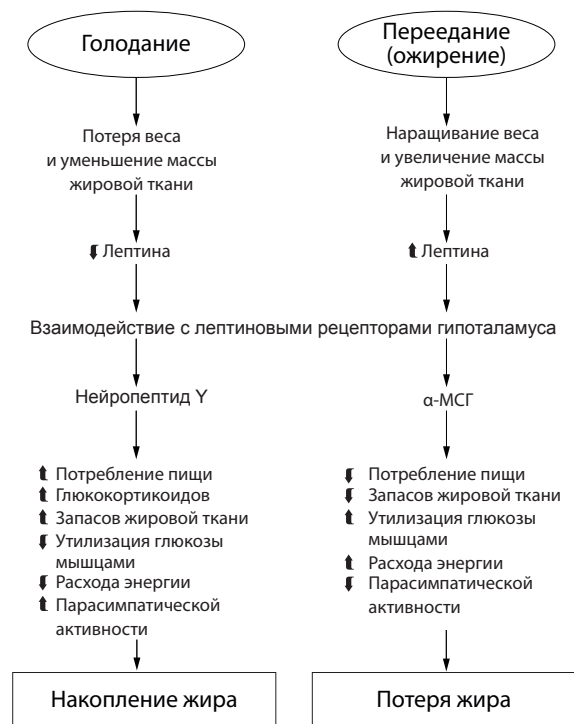 Голодание
Переедание
(ожирение)
Потеря веса
и уменьшение массы
жировой ткани
Наращивание веса
и увеличение массы
жировой ткани
⬇ Лептина
⬆ Лептина
Взаимодействие с лептиновыми рецепторами гипоталамуса
Нейропептид Y
α-МСГ
⬆ Потребление пищи
⬆ Глюкокортикоидов
⬆ Запасов жировой ткани
⬇ Утилизация глюкозы
мышцами
⬇ Расхода энергии
⬆ Парасимпатической
активности
⬇ Потребление пищи
⬇ Запасов жировой ткани
⬆ Утилизация глюкозы
мышцами
⬆ Расхода энергии
⬇ Парасимпатической
активности
Накопление жира
Потеря жира